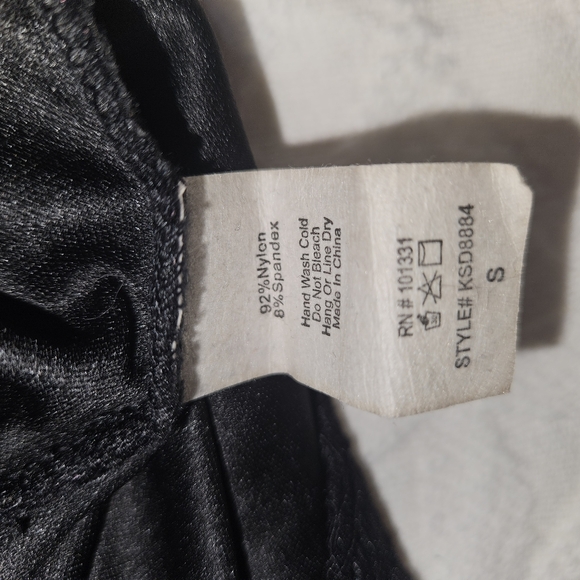 92%Nylon
8%Spandex
Hand Wash Cold
Do Not Bleach
Hang Or Line Dry
Made In China
RN # 101331
STYLE# KSD8884
S